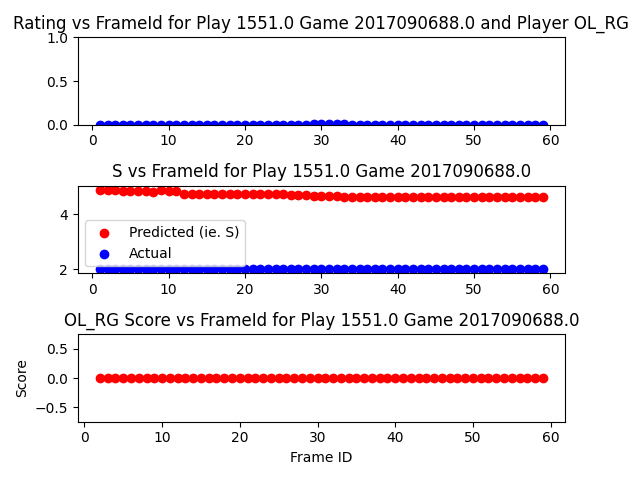 Rating vs FrameId for Play 1551.0 Game 2017090688.0 and Player OL_RG
1.0
0.5
0.0
0 10 20 30 40 50 60
S vs FrameId for Play 1551.0 Game 2017090688.0
4
Predicted (ie. S)
Actual
2
0 10 20 30 40 50 60
OL_RG Score vs FrameId for Play 1551.0 Game 2017090688.0
0.5
0.0
−0.5
Score
0 10 20 30 40 50 60
Frame ID